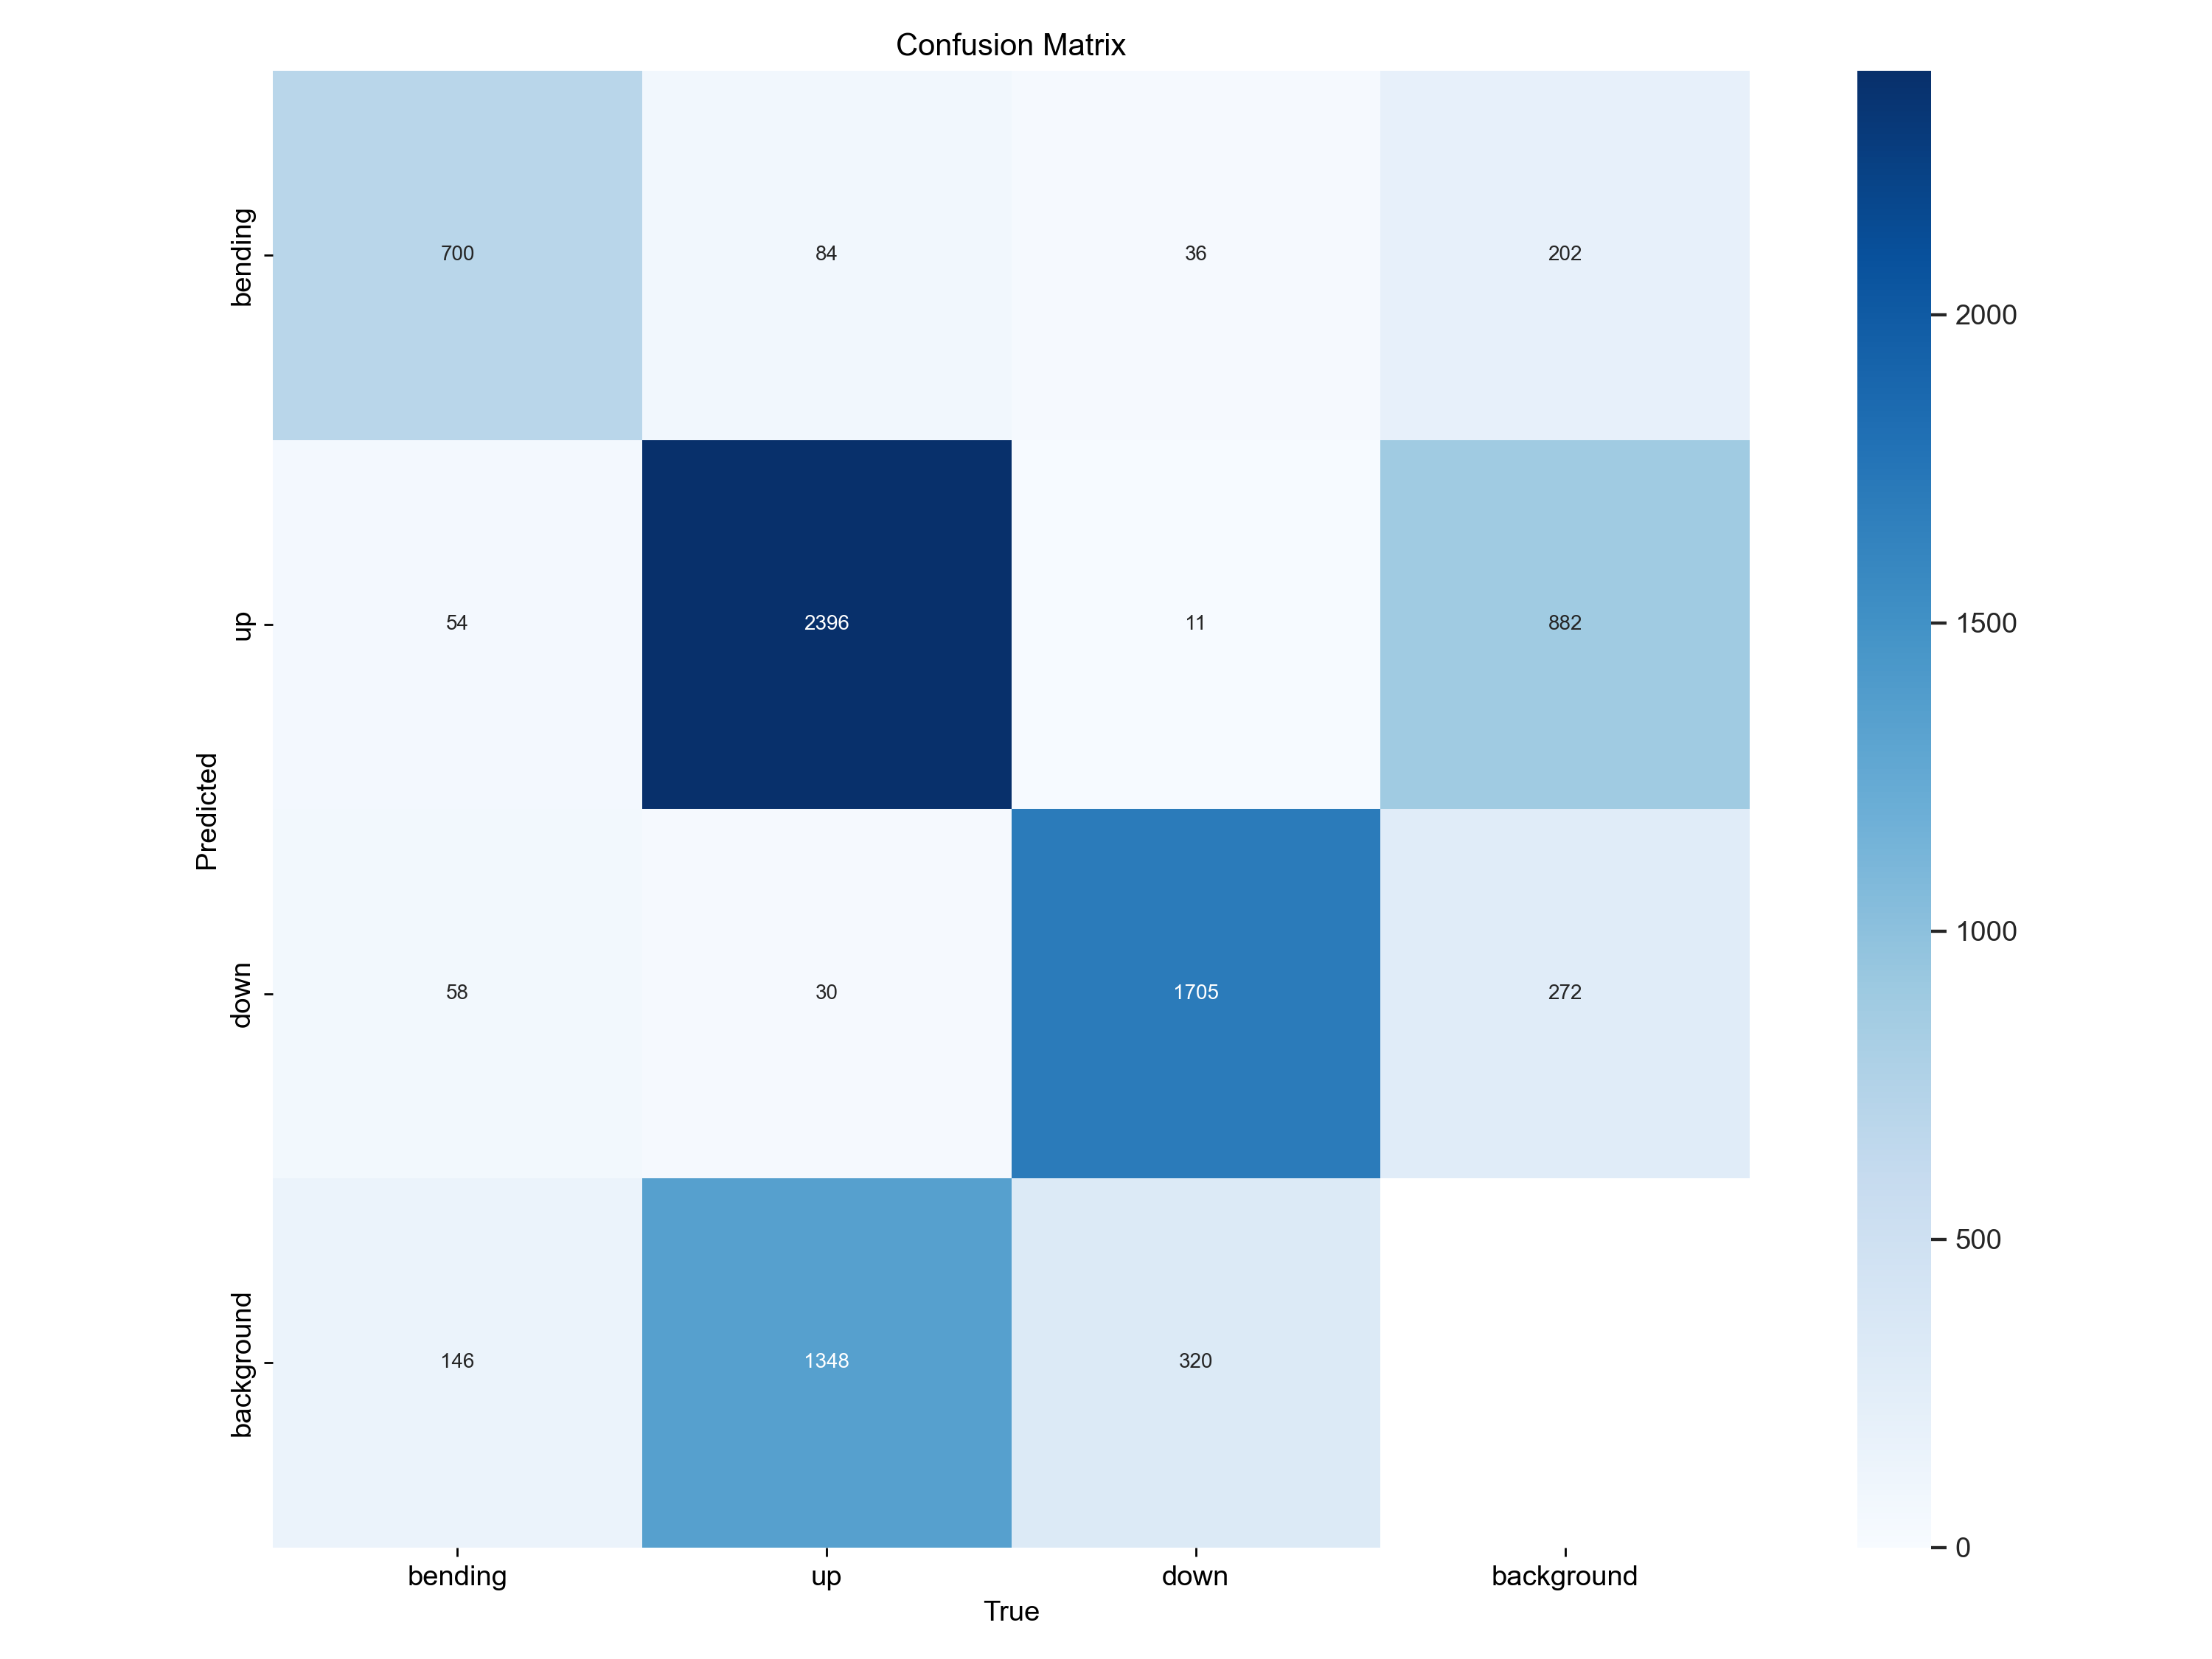 Confusion Matrix
bending
700
84
36
202
up
54
2396
11
882
down
58
30
1705
272
background
146
1348
320
bending
up
down
background
True
Predicted
2000
1500
1000
500
0